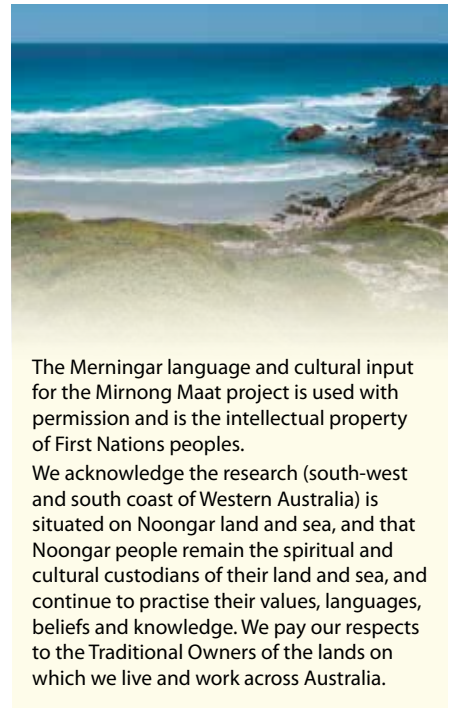 The Merningar language and cultural input
for the Mirnong Maat project is used with
permission and is the intellectual property
of First Nations peoples.
We acknowledge the research (south-west
and south coast of Western Australia) is
situated on Noongar land and sea, and that
Noongar people remain the spiritual and
cultural custodians of their land and sea, and
continue to practise their values, languages,
beliefs and knowledge. We pay our respects
to the Traditional Owners of the lands on
which we live and work across Australia.